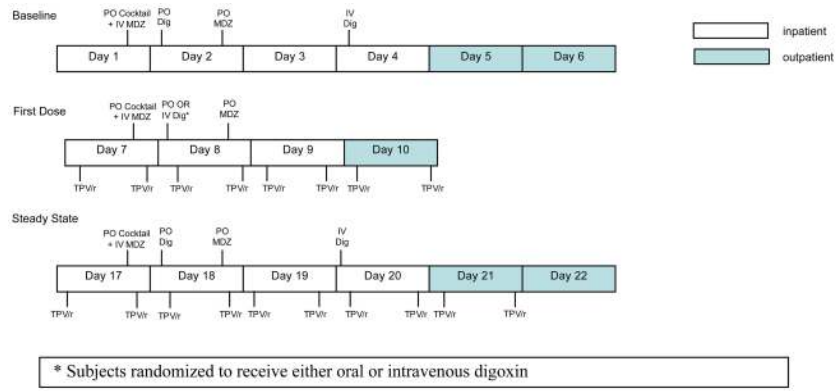 Baseline
PO Cocktail
+ IV MDZ
PO
Dig
PO
MDZ
IV
Dig
Day 1 Day 2 Day 3 Day 4 Day 5 Day 6
inpatient
outpatient
First Dose
PO Cocktail
+ IV MDZ
PO OR
IV Dig*
PO
MDZ
Day 7 Day 8 Day 9 Day 10
TPV/r TPV/r TPV/r TPV/r TPV/r TPV/r TPV/r TPV/r
Steady State
PO Cocktail
+ IV MDZ
PO
Dig
PO
MDZ
IV
Dig
Day 17 Day 18 Day 19 Day 20 Day 21 Day 22
TPV/r TPV/r TPV/r TPV/r TPV/r TPV/r TPV/r TPV/r TPV/r TPV/r
* Subjects randomized to receive either oral or intravenous digoxin